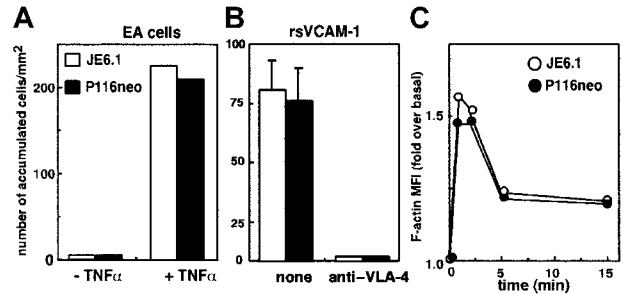 A
EA cells
number of accumulated cells/mm²
200
100
0
JE6.1
P116neo
- TNFα
+ TNFα
B
rsVCAM-1
100
75
50
25
0
none
anti–VLA-4
C
F-actin MFI (fold over basal)
1.5
1.0
JE6.1
P116neo
0
5
10
15
time (min)